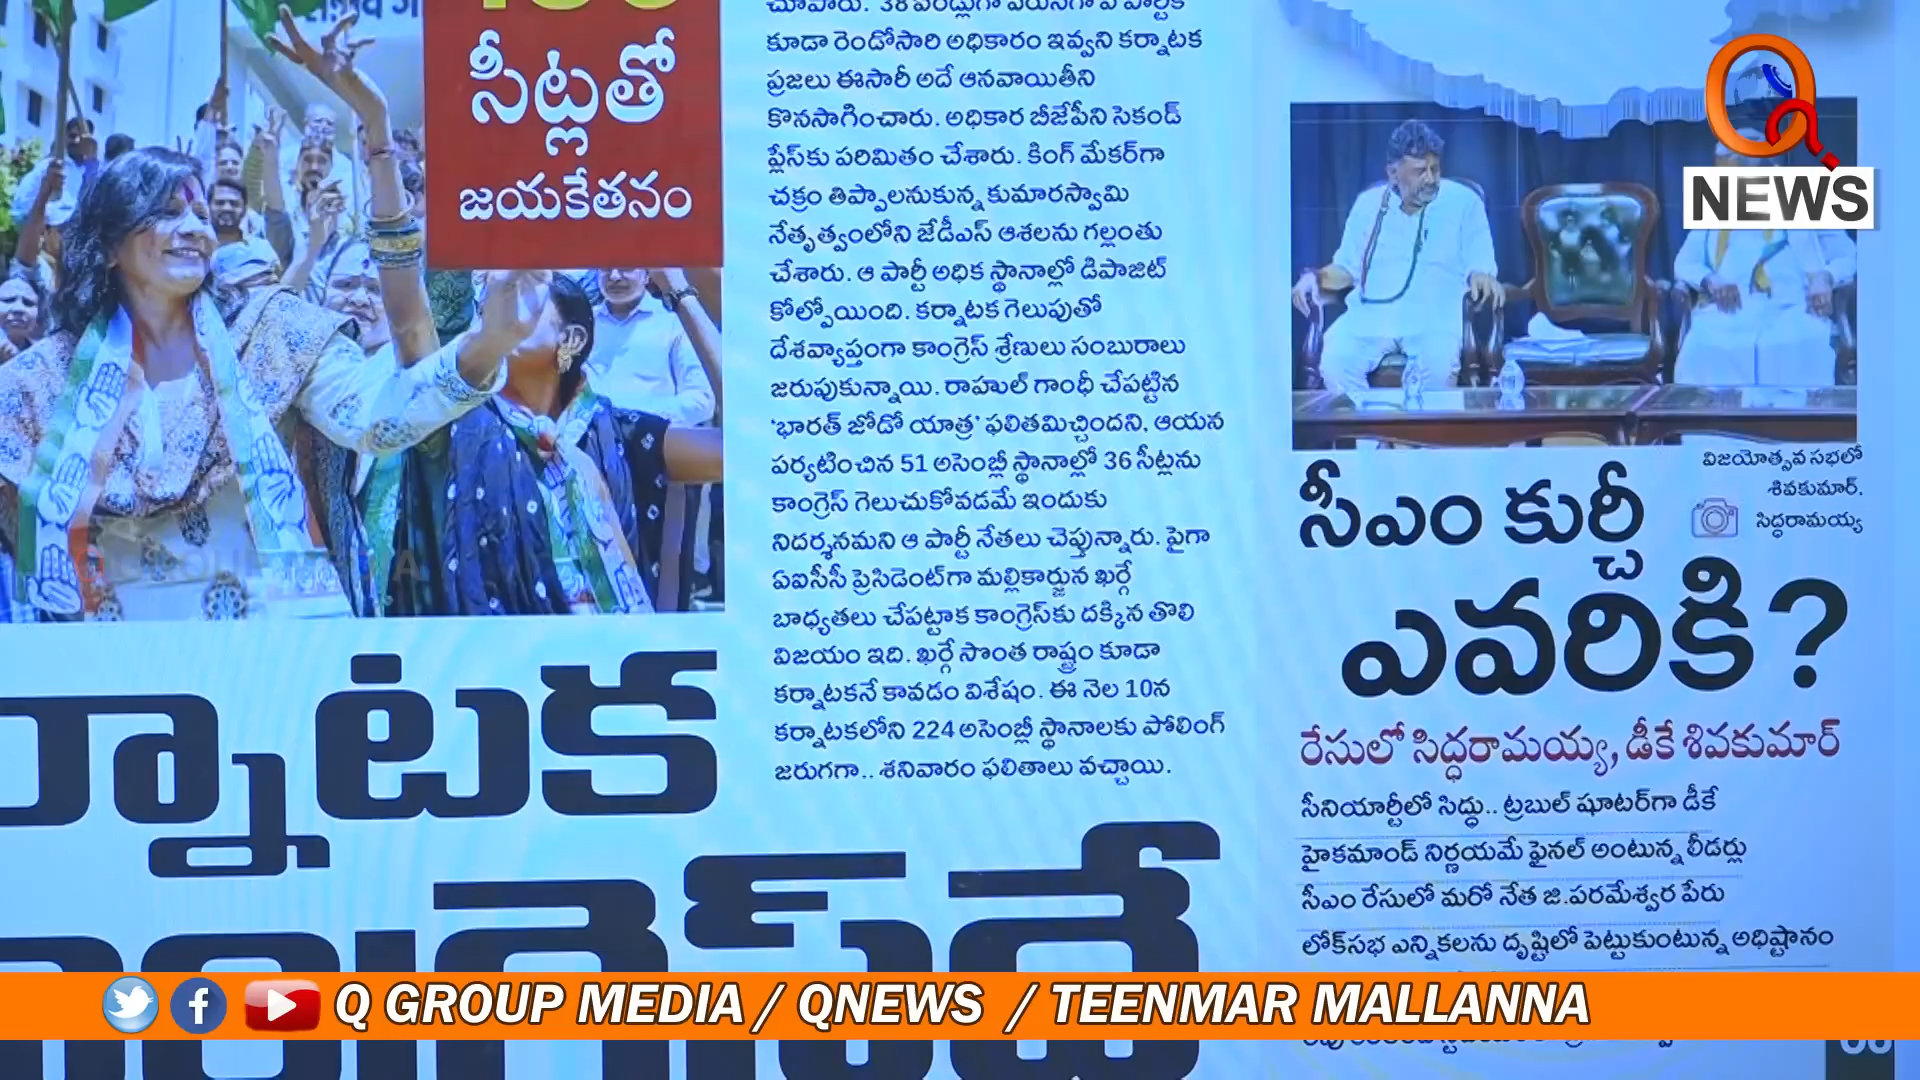 సీట్లతో
జయకేతనం
కూడా రెండోసారి అధికారం ఇవ్వని కర్నాటక
ప్రజలు ఈసారీ అదే ఆనవాయితీని
కొనసాగించారు. అధికార బీజేపీని సెకండ్
ప్లేస్‌కు పరిమితం చేశారు. కింగ్ మేకర్‌గా
చక్రం తిప్పాలనుకున్న కుమారస్వామి
నేతృత్వంలోని జేడీఎస్ ఆశలను గల్లంతు
చేశారు. ఆ పార్టీ అధిక స్థానాల్లో డిపాజిట్
కోల్పోయింది. కర్నాటక గెలుపుతో
దేశవ్యాప్తంగా కాంగ్రెస్ శ్రేణులు సంబురాలు
జరుపుకున్నాయి. రాహుల్ గాంధీ చేపట్టిన
'భారత్ జోడో యాత్ర' ఫలితమిచ్చిందని, ఆయన
పర్యటించిన 51 అసెంబ్లీ స్థానాల్లో 36 సీట్లను
కాంగ్రెస్ గెలుచుకోవడమే ఇందుకు
నిదర్శనమని ఆ పార్టీ నేతలు చెప్తున్నారు. పైగా
ఏఐసీసీ ప్రెసిడెంట్‌గా మల్లికార్జున ఖర్గే
బాధ్యతలు చేపట్టాక కాంగ్రెస్‌కు దక్కిన తొలి
విజయం ఇది. ఖర్గే సొంత రాష్ట్రం కూడా
కర్నాటకనే కావడం విశేషం. ఈ నెల 10న
కర్నాటకలోని 224 అసెంబ్లీ స్థానాలకు పోలింగ్
జరుగగా.. శనివారం ఫలితాలు వచ్చాయి.
ర్నాటక
Q
NEWS
విజయోత్సవ సభలో
శివకుమార్.
సిద్ధరామయ్య
సీఎం కుర్చీ
ఎవరికి?
రేసులో సిద్ధరామయ్య, డీకే శివకుమార్
సీనియార్టీలో సిద్ధు.. ట్రబుల్ షూటర్‌గా డీకే
హైకమాండ్ నిర్ణయమే ఫైనల్ అంటున్న లీడర్లు
సీఎం రేసులో మరో నేత జి.పరమేశ్వర పేరు
లోక్‌సభ ఎన్నికలను దృష్టిలో పెట్టుకుంటున్న అధిష్టానం
Q GROUP MEDIA / QNEWS / TEENMAR MALLANNA